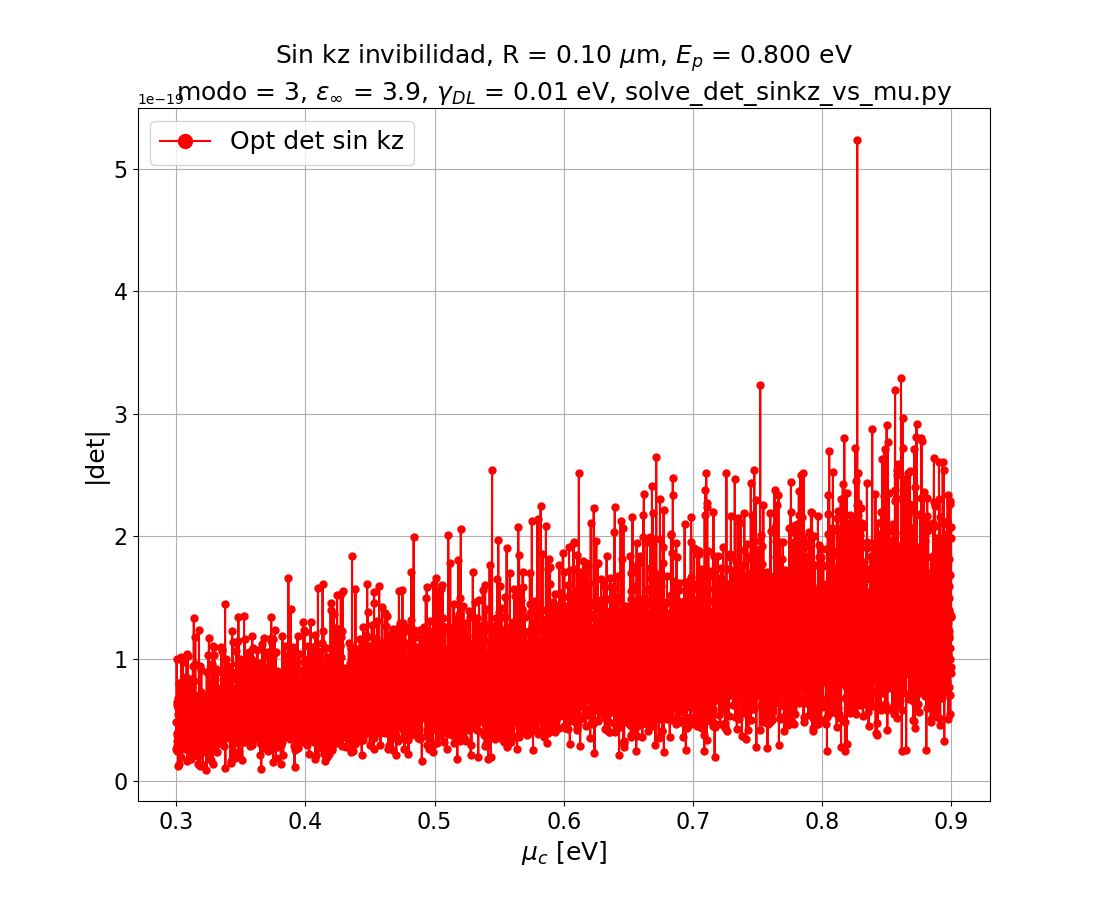 Sin kz invibilidad, R = 0.10 μm, E_p = 0.800 eV
modo = 3, ε_∞ = 3.9, γ_DL = 0.01 eV, solve_det_sinkz_vs_mu.py
1e−19
Opt det sin kz
5
4
3
2
1
0
|det|
0.3 0.4 0.5 0.6 0.7 0.8 0.9
μ_c [eV]